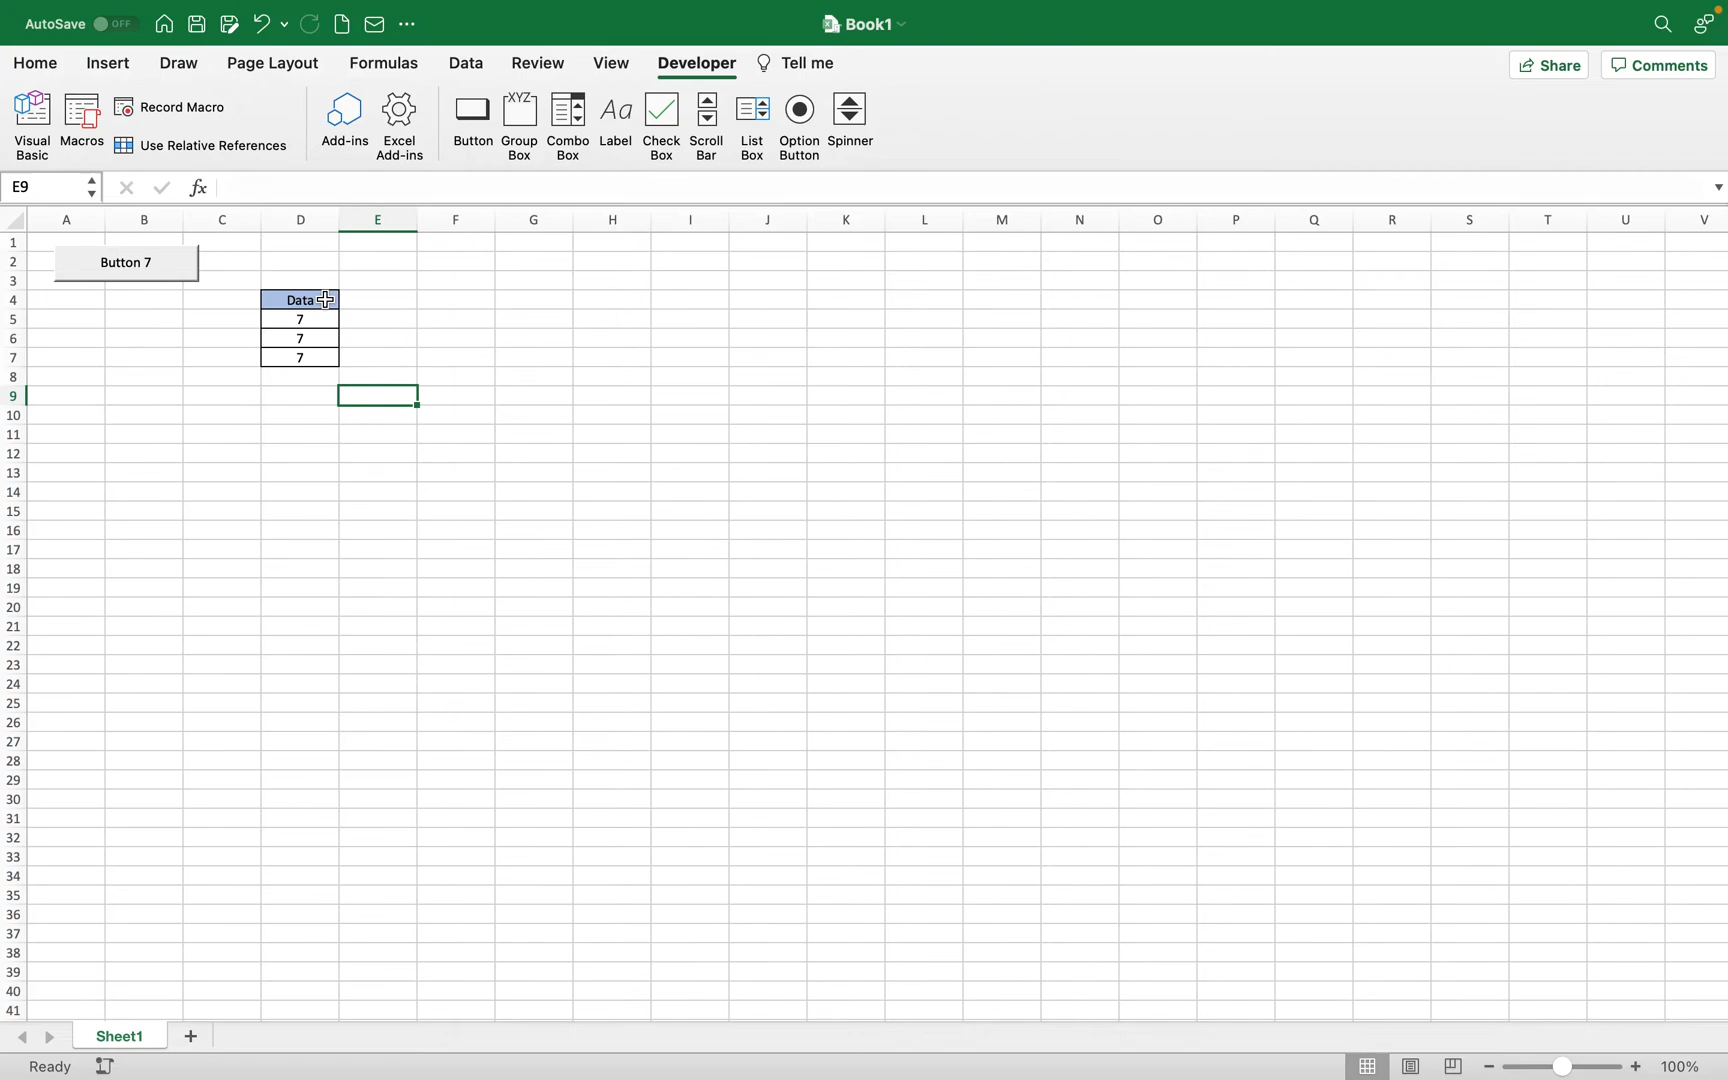 AutoSave OFF
Book1
Home Insert Draw Page Layout Formulas Data Review View Developer Tell me
Share Comments
Visual Basic
Macros
Record Macro
Use Relative References
Add-ins
Excel Add-ins
Button
XYZ
Group Box
Combo Box
Aa
Label
Check Box
Scroll Bar
List Box
Option Button
Spinner
E9 fx
A B C D E F G H I J K L M N O P Q R S T U V
1
2 Button 7
3
4 Data
5 7
6 7
7 7
8
9
10
11
12
13
14
15
16
17
18
19
20
21
22
23
24
25
26
27
28
29
30
31
32
33
34
35
36
37
38
39
40
41
Sheet1
Ready 100%